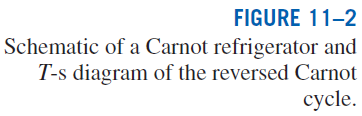 FIGURE 11–2
Schematic of a Carnot refrigerator and
T-s diagram of the reversed Carnot
cycle.